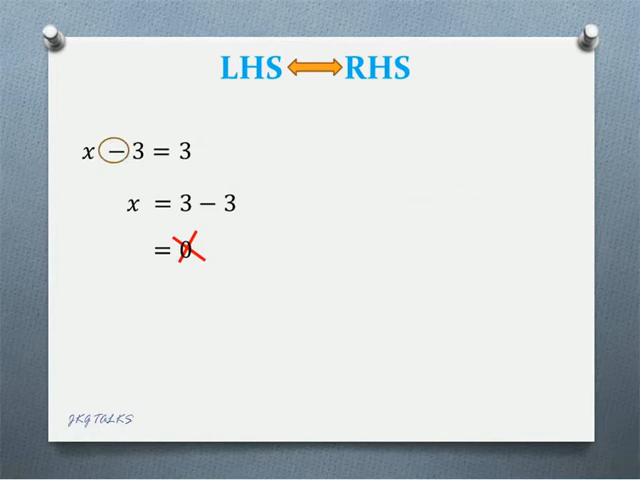 LHS RHS
x − 3 = 3
x = 3 − 3
= 0
JKG TALKS